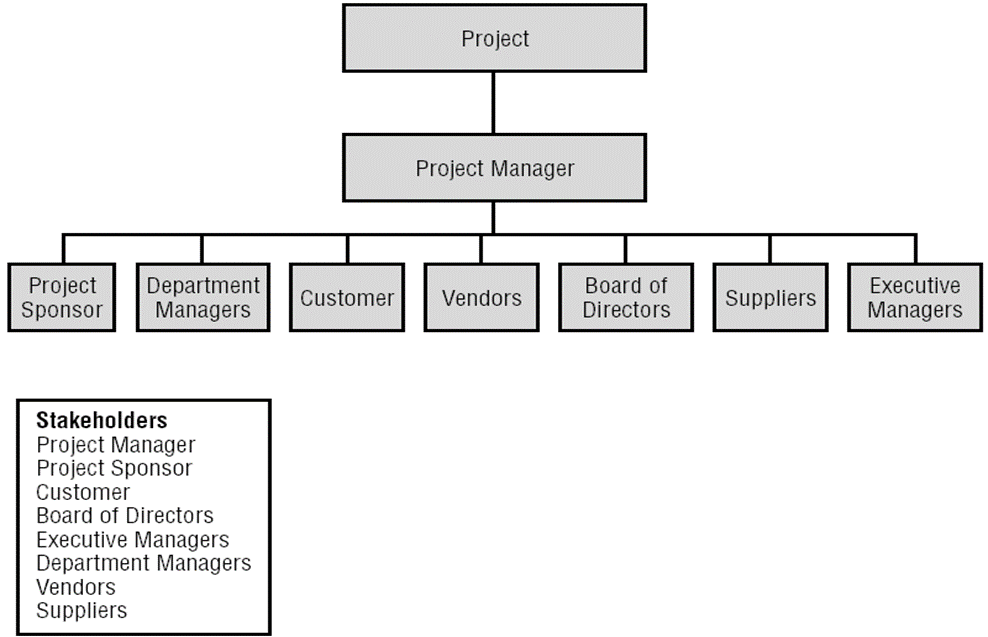 Project
Project Manager
Project
Sponsor
Department
Managers
Customer
Vendors
Board of
Directors
Suppliers
Executive
Managers
Stakeholders
Project Manager
Project Sponsor
Customer
Board of Directors
Executive Managers
Department Managers
Vendors
Suppliers